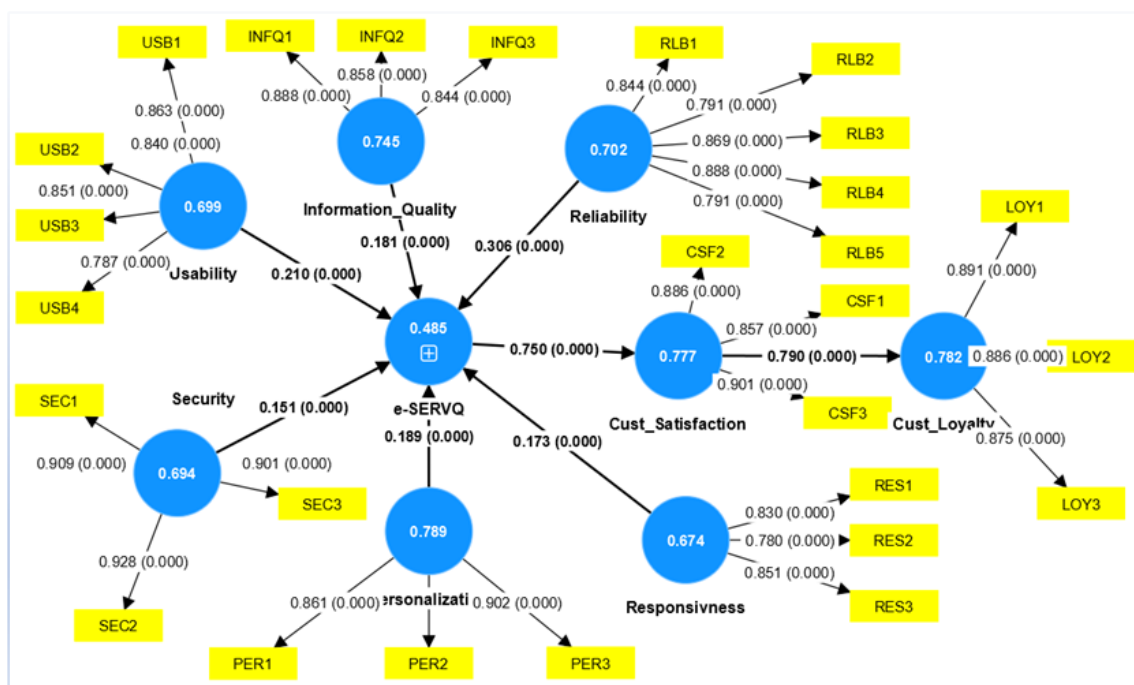 USB1
INFQ1
INFQ2
INFQ3
RLB1
RLB2
0.858 (0.000)
0.888 (0.000)
0.844 (0.000)
0.844 (0.000)
0.791 (0.000)
0.863 (0.000)
0.840 (0.000)
USB2
0.745
0.702
0.869 (0.000)
RLB3
0.888 (0.000)
0.851 (0.000)
RLB4
0.791 (0.000)
0.699
USB3
Information_Quality
Reliability
LOY1
0.181 (0.000)
0.306 (0.000)
CSF2
RLB5
0.787 (0.000)
Usability
0.210 (0.000)
0.886 (0.000)
0.891 (0.000)
USB4
CSF1
0.485
0.857 (0.000)
0.750 (0.000)
0.777
0.790 (0.000)
0.782
0.886 (0.000)
LOY2
0.901 (0.000)
Security
SEC1
0.151 (0.000)
e-SERVQ
CSF3
Cust_Satisfaction
Cust_Loyalty
0.189 (0.000)
0.173 (0.000)
0.875 (0.000)
0.909 (0.000)
0.694
0.901 (0.000)
SEC3
RES1
LOY3
0.830 (0.000)
0.789
0.674
0.780 (0.000)
RES2
0.928 (0.000)
0.851 (0.000)
0.861 (0.000)
ersonalizati
0.902 (0.000)
Responsivness
RES3
SEC2
PER1
PER2
PER3